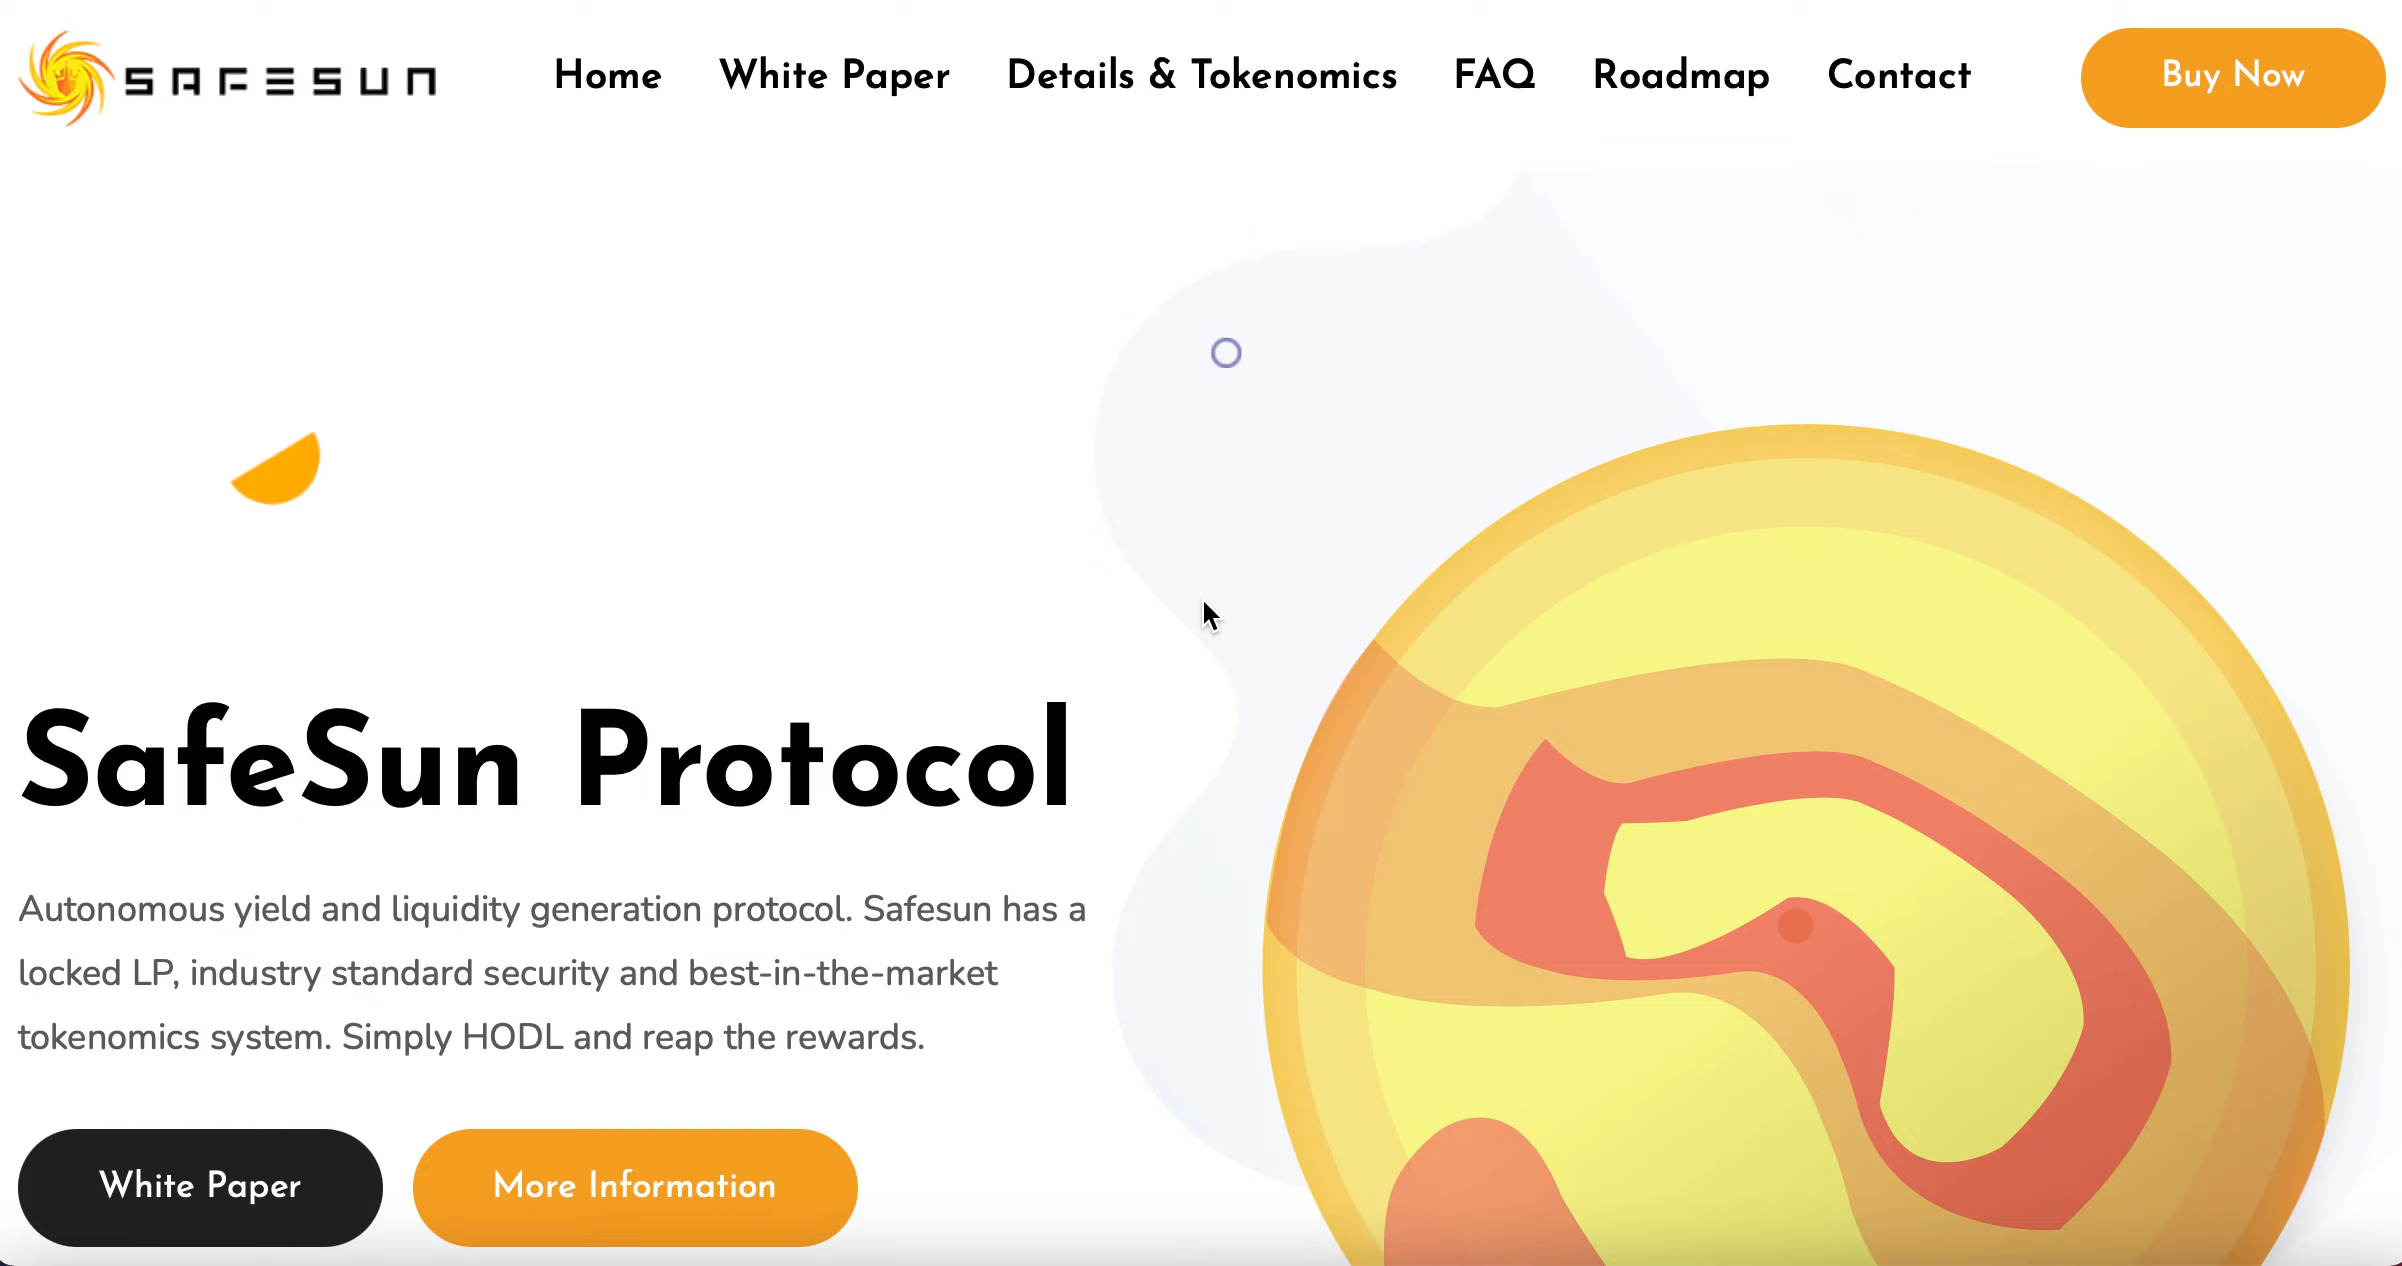 SAFESUN
Home White Paper Details & Tokenomics FAQ Roadmap Contact Buy Now
SafeSun Protocol
Autonomous yield and liquidity generation protocol. Safesun has a
locked LP, industry standard security and best-in-the-market
tokenomics system. Simply HODL and reap the rewards.
White Paper More Information